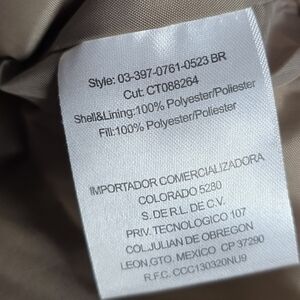 Style: 03-397-0761-0523 BR
Cut: CT088264
Shell&Lining:100% Polyester/Poliester
Fill:100% Polyester/Poliester
IMPORTADOR COMERCIALIZADORA
COLORADO 5280
S. DE R.L. DE C.V.
PRIV. TECNOLOGICO 107
COL.JULIAN DE OBREGON
LEON,GTO. MEXICO CP 37290
R.F.C. CCC130320NU9